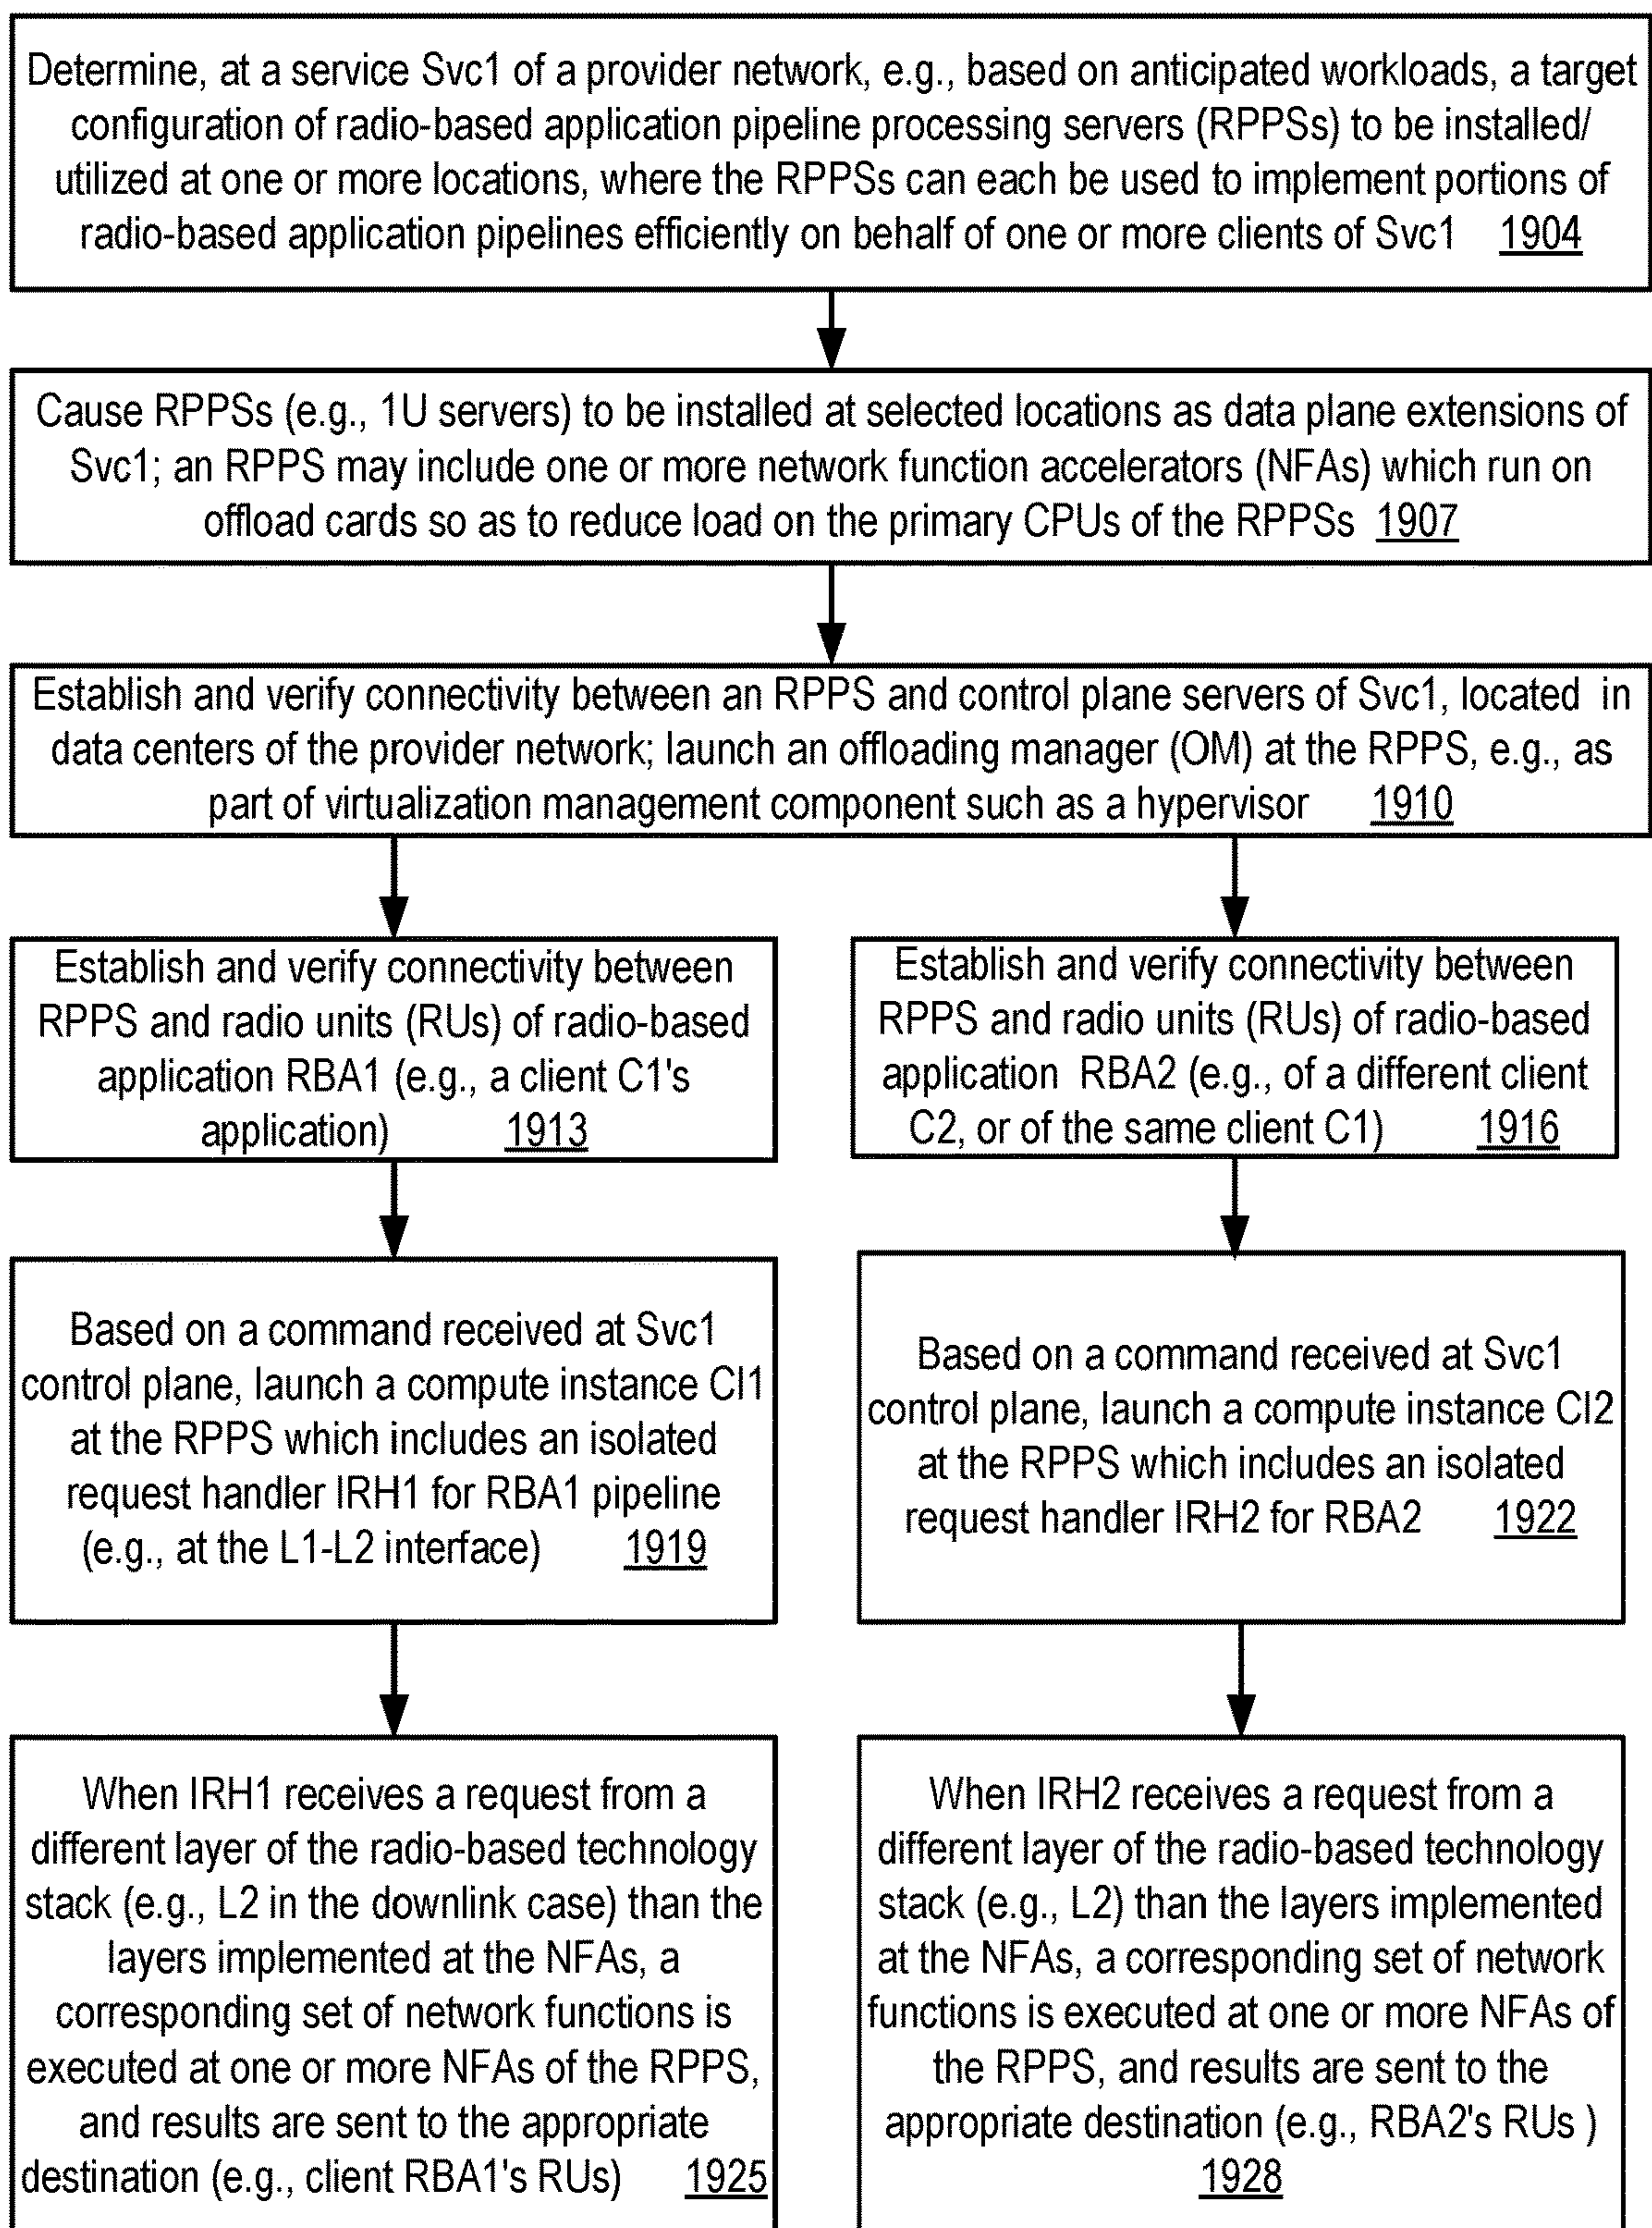 Determine, at a service Svc1 of a provider network, e.g., based on anticipated workloads, a target
configuration of radio-based application pipeline processing servers (RPPSs) to be installed/
utilized at one or more locations, where the RPPSs can each be used to implement portions of
radio-based application pipelines efficiently on behalf of one or more clients of Svc1 1904
Cause RPPSs (e.g., 1U servers) to be installed at selected locations as data plane extensions of
Svc1; an RPPS may include one or more network function accelerators (NFAs) which run on
offload cards so as to reduce load on the primary CPUs of the RPPSs 1907
Establish and verify connectivity between an RPPS and control plane servers of Svc1, located in
data centers of the provider network; launch an offloading manager (OM) at the RPPS, e.g., as
part of virtualization management component such as a hypervisor 1910
Establish and verify connectivity between
RPPS and radio units (RUs) of radio-based
application RBA1 (e.g., a client C1's
application) 1913
Establish and verify connectivity between
RPPS and radio units (RUs) of radio-based
application RBA2 (e.g., of a different client
C2, or of the same client C1) 1916
Based on a command received at Svc1
control plane, launch a compute instance CI1
at the RPPS which includes an isolated
request handler IRH1 for RBA1 pipeline
(e.g., at the L1-L2 interface) 1919
Based on a command received at Svc1
control plane, launch a compute instance CI2
at the RPPS which includes an isolated
request handler IRH2 for RBA2 1922
When IRH1 receives a request from a
different layer of the radio-based technology
stack (e.g., L2 in the downlink case) than the
layers implemented at the NFAs, a
corresponding set of network functions is
executed at one or more NFAs of the RPPS,
and results are sent to the appropriate
destination (e.g., client RBA1's RUs) 1925
When IRH2 receives a request from a
different layer of the radio-based technology
stack (e.g., L2) than the layers implemented
at the NFAs, a corresponding set of network
functions is executed at one or more NFAs of
the RPPS, and results are sent to the
appropriate destination (e.g., RBA2's RUs )
1928